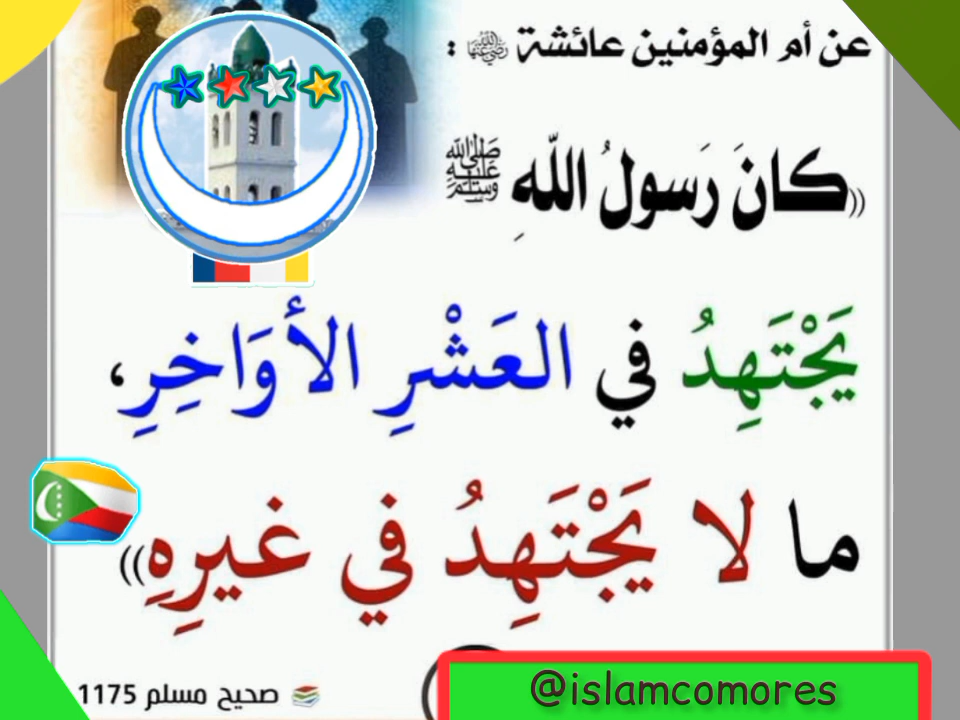 عن أم المؤمنين عائشة رضي الله عنها :
((كانَ رَسولُ اللّهِ ﷺ
يَجْتَهِدُ في العَشْرِ الأوَاخِرِ،
ما لا يَجْتَهِدُ في غيرِهِ))
صحيح مسلم 1175
@islamcomores